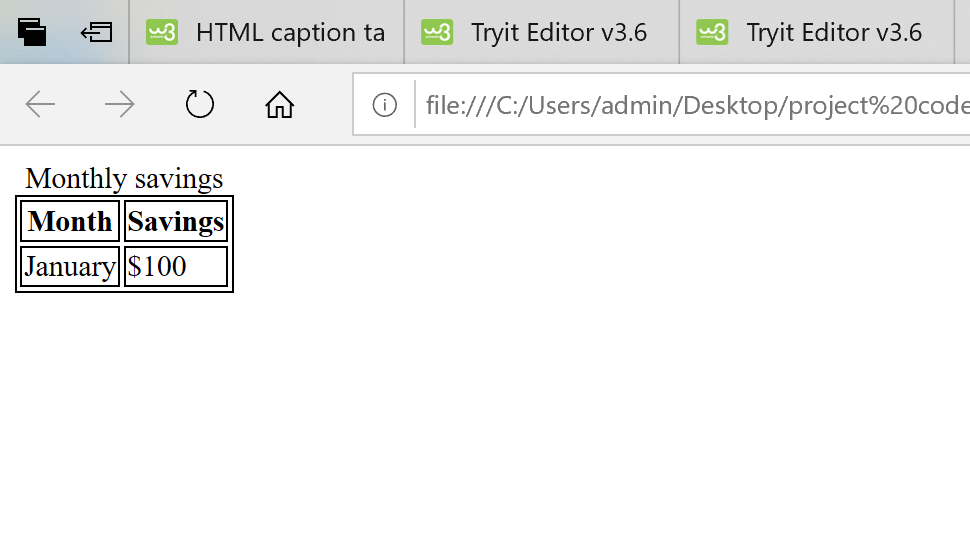 HTML caption ta
Tryit Editor v3.6
Tryit Editor v3.6
file:///C:/Users/admin/Desktop/project%20code
Monthly savings
Month Savings
January $100